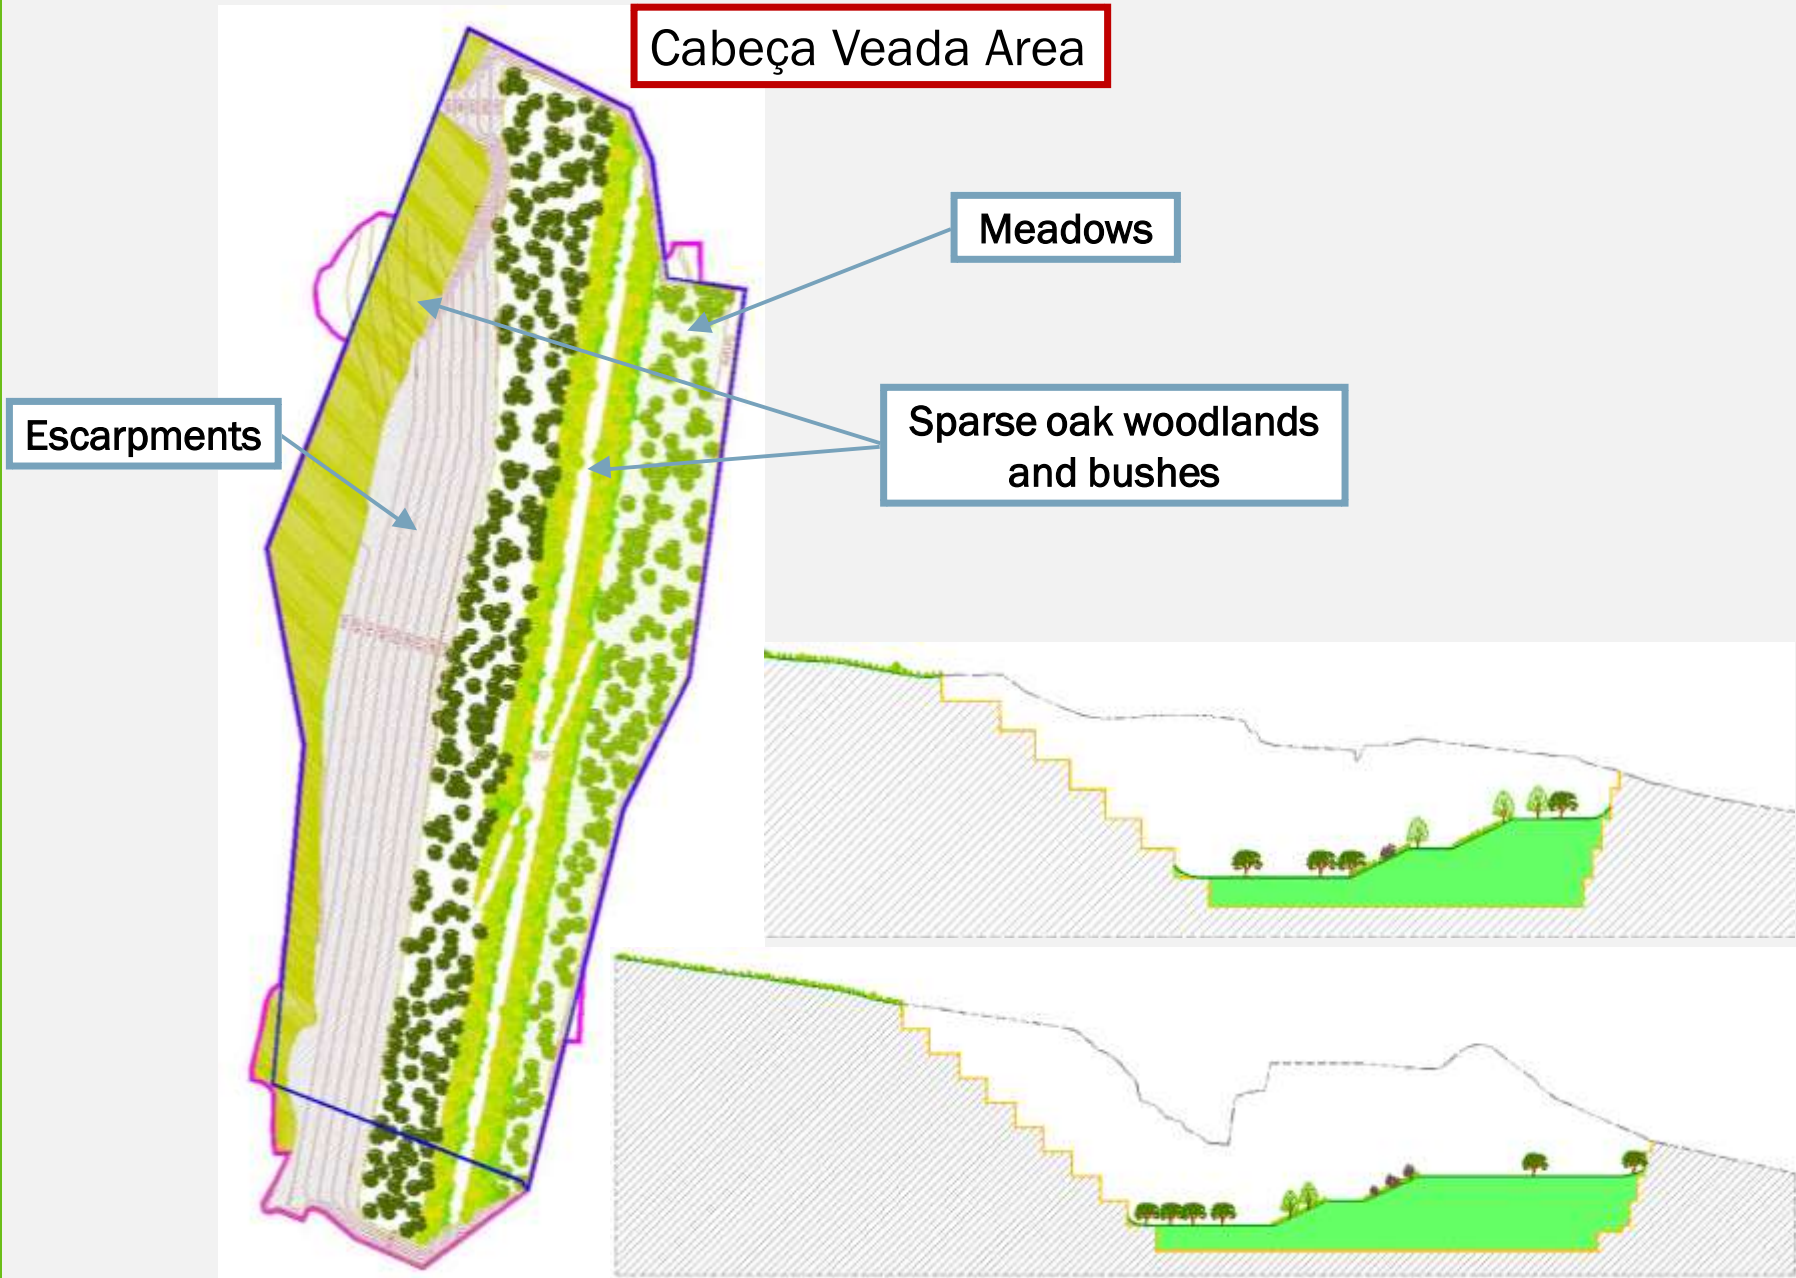 Cabeça Veada Area
Meadows
Escarpments
Sparse oak woodlands
and bushes